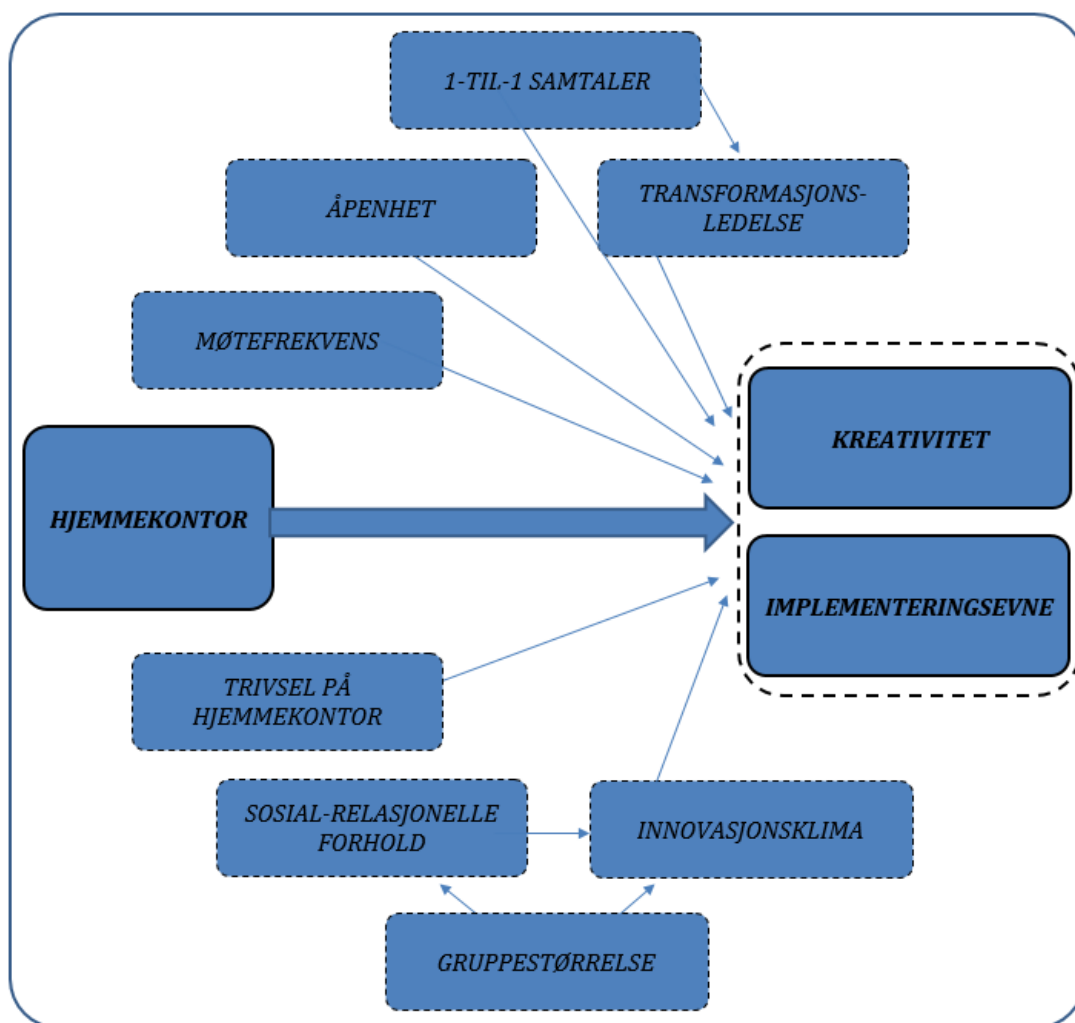 1-TIL-1 SAMTALER
ÅPENHET
TRANSFORMASJONS-
LEDELSE
MØTEFREKVENS
KREATIVITET
HJEMMEKONTOR
IMPLEMENTERINGSEVNE
TRIVSEL PÅ
HJEMMEKONTOR
SOSIAL-RELASJONELLE
FORHOLD
INNOVASJONSKLIMA
GRUPPESTØRRELSE